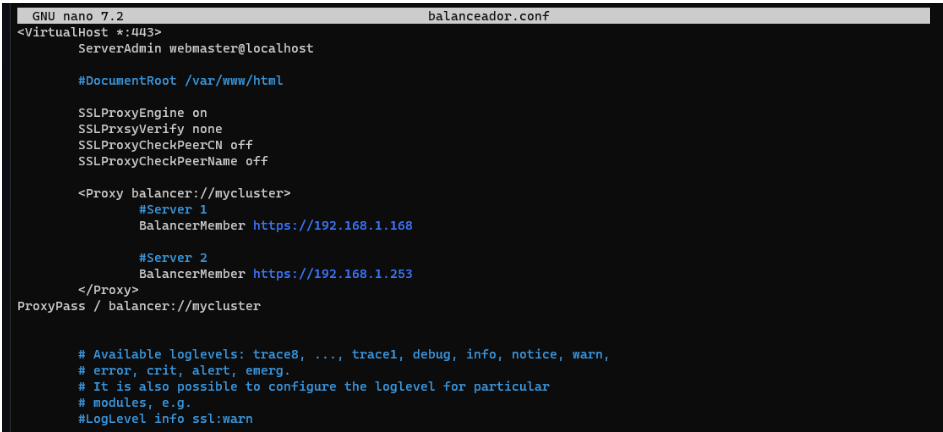 GNU nano 7.2 balanceador.conf
<VirtualHost *:443>
ServerAdmin webmaster@localhost
#DocumentRoot /var/www/html
SSLProxyEngine on
SSLPrxsyVerify none
SSLProxyCheckPeerCN off
SSLProxyCheckPeerName off
<Proxy balancer://mycluster>
#Server 1
BalancerMember https://192.168.1.168
#Server 2
BalancerMember https://192.168.1.253
</Proxy>
ProxyPass / balancer://mycluster
# Available loglevels: trace8, ..., trace1, debug, info, notice, warn,
# error, crit, alert, emerg.
# It is also possible to configure the loglevel for particular
# modules, e.g.
#LogLevel info ssl:warn